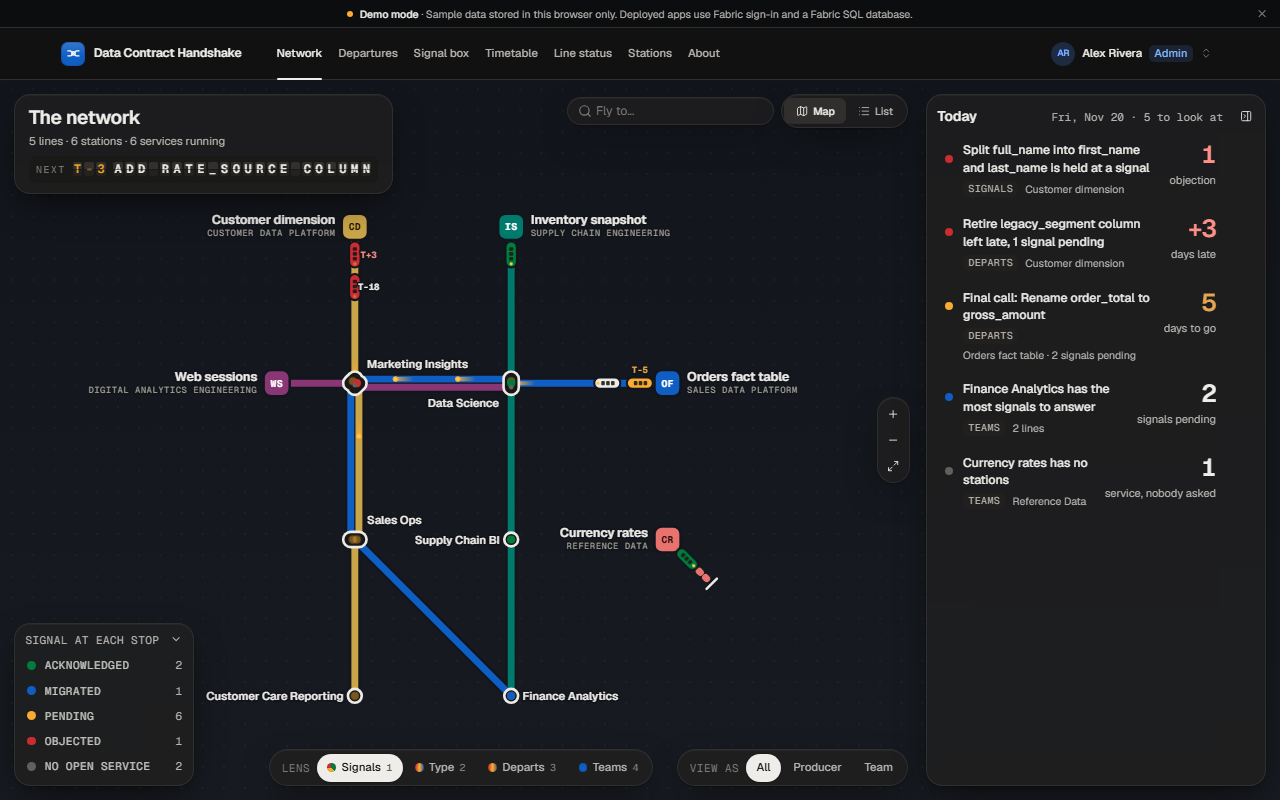 Demo mode · Sample data stored in this browser only. Deployed apps use Fabric sign-in and a Fabric SQL database.
Data Contract Handshake
Network
Departures
Signal box
Timetable
Line status
Stations
About
AR
Alex Rivera
Admin
The network
5 lines · 6 stations · 6 services running
NEXT T-3 ADD RATE_SOURCE COLUMN
Fly to...
Map
List
Customer dimension
CUSTOMER DATA PLATFORM
CD
T+3
T-18
IS
Inventory snapshot
SUPPLY CHAIN ENGINEERING
Marketing Insights
Web sessions
DIGITAL ANALYTICS ENGINEERING
WS
Data Science
T-5
OF
Orders fact table
SALES DATA PLATFORM
Sales Ops
Supply Chain BI
Currency rates
REFERENCE DATA
CR
Customer Care Reporting
Finance Analytics
SIGNAL AT EACH STOP
ACKNOWLEDGED 2
MIGRATED 1
PENDING 6
OBJECTED 1
NO OPEN SERVICE 2
LENS
Signals 1
Type 2
Departs 3
Teams 4
VIEW AS
All
Producer
Team
Today
Fri, Nov 20 · 5 to look at
Split full_name into first_name
and last_name is held at a signal
SIGNALS Customer dimension
1
objection
Retire legacy_segment column
left late, 1 signal pending
DEPARTS Customer dimension
+3
days late
Final call: Rename order_total to
gross_amount
DEPARTS
Orders fact table · 2 signals pending
5
days to go
Finance Analytics has the
most signals to answer
TEAMS 2 lines
2
signals pending
Currency rates has no
stations
TEAMS Reference Data
1
service, nobody asked